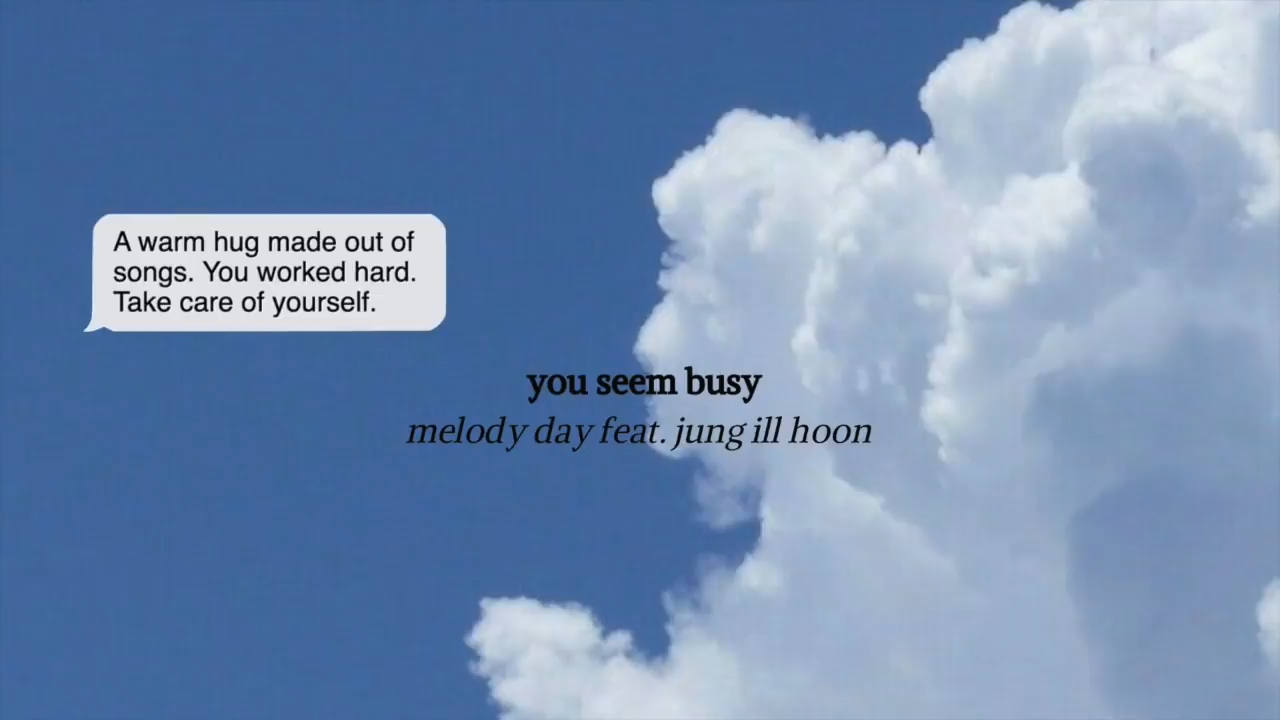 A warm hug made out of
songs. You worked hard.
Take care of yourself.
you seem busy
melody day feat. jung ill hoon